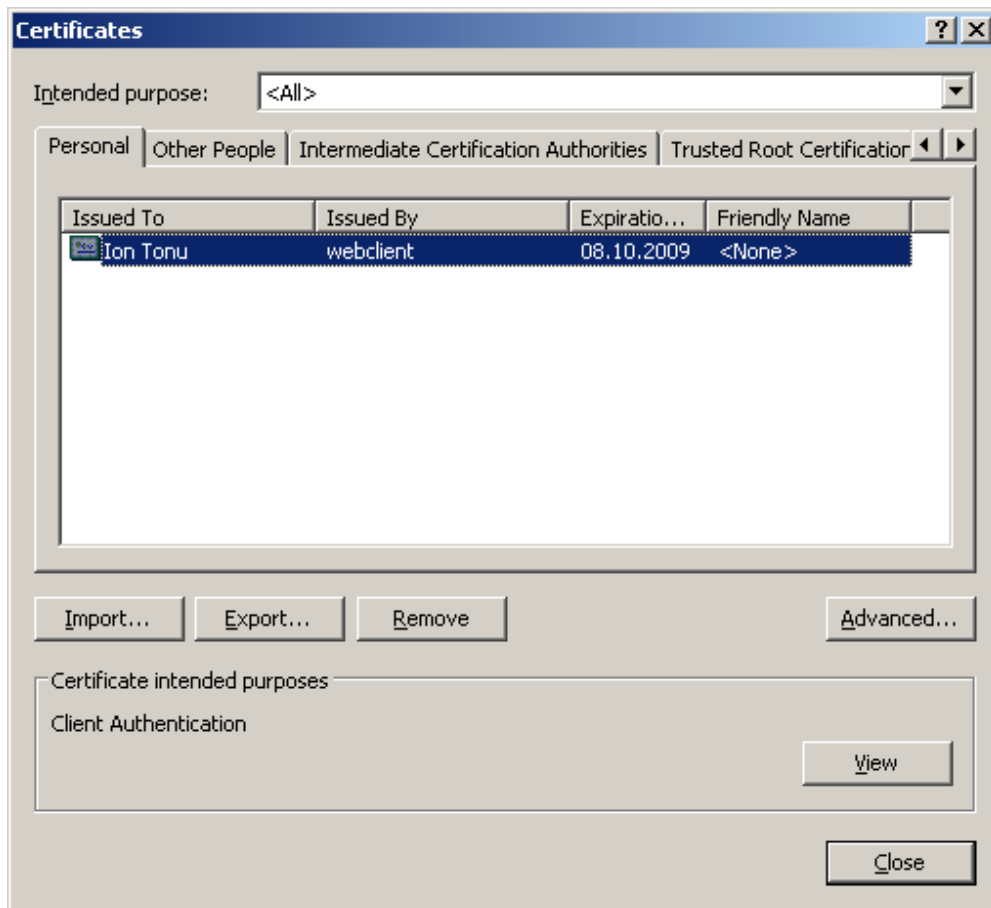 Certificates
Intended purpose: <All>
Personal Other People Intermediate Certification Authorities Trusted Root Certification
Issued To Issued By Expiratio... Friendly Name
Ion Tonu webclient 08.10.2009 <None>
Import... Export... Remove Advanced...
Certificate intended purposes
Client Authentication
View
Close